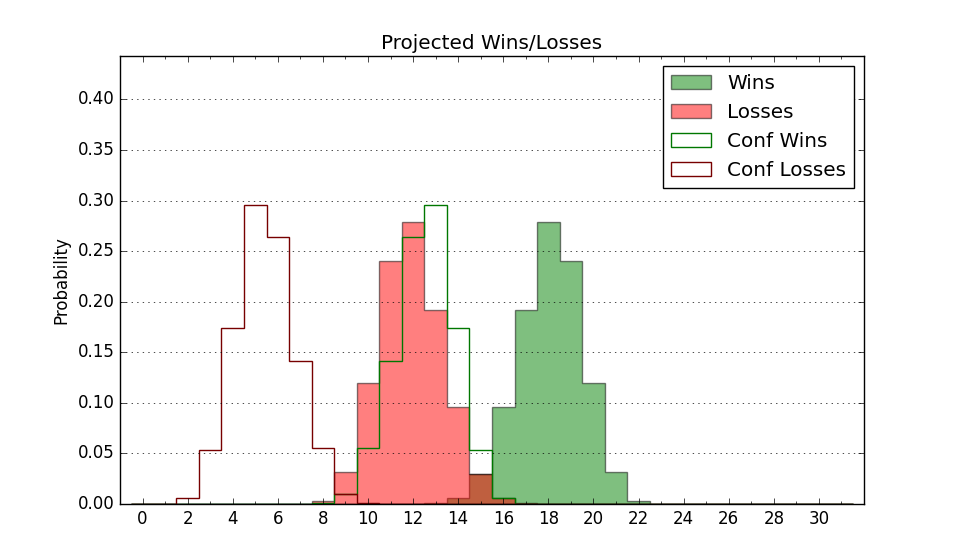 Projected Wins/Losses
Wins
Losses
Conf Wins
Conf Losses
Probability
0.40
0.35
0.30
0.25
0.20
0.15
0.10
0.05
0.00
0 2 4 6 8 10 12 14 16 18 20 22 24 26 28 30